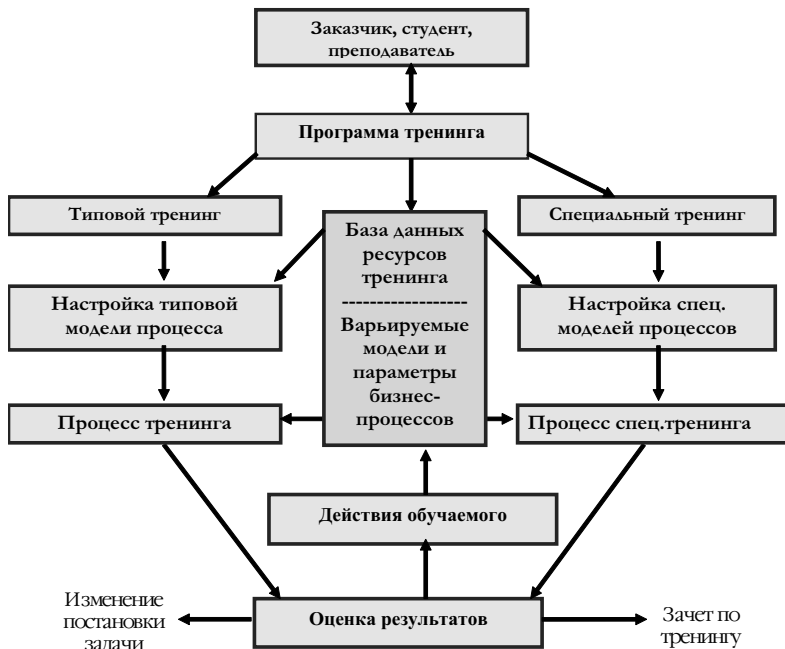 Заказчик, студент,
преподаватель
Программа тренинга
Типовой тренинг
Специальный тренинг
База данных
ресурсов
тренинга
-------------------
Варьируемые
модели и
параметры
бизнес-
процессов
Настройка типовой
модели процесса
Настройка спец.
моделей процессов
Процесс тренинга
Процесс спец.тренинга
Действия обучаемого
Оценка результатов
Изменение
постановки
задачи
Зачет по
тренингу